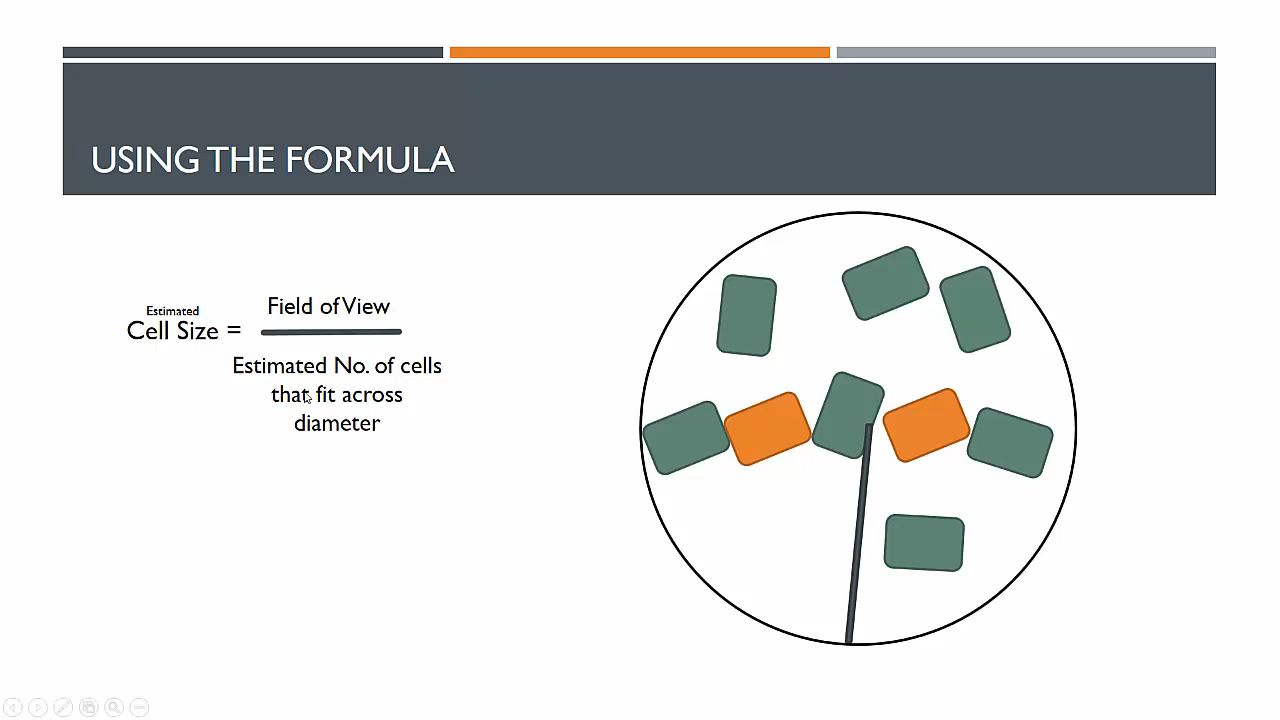 USING THE FORMULA
Estimated
Cell Size =
Field of View
Estimated No. of cells
that fit across
diameter